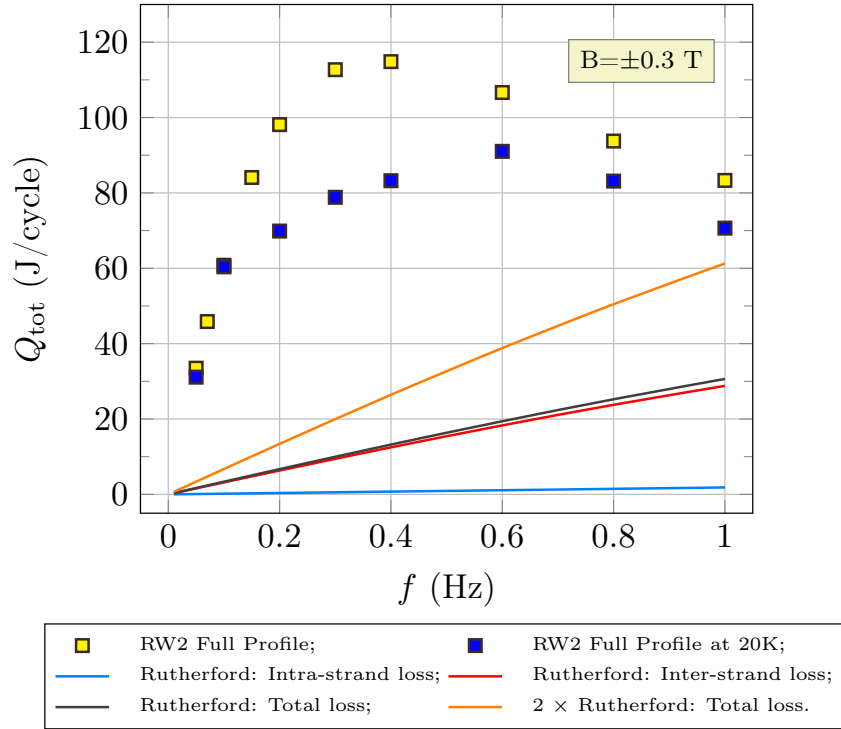 B=±0.3 T
120
100
80
60
40
20
0
Q_tot (J/cycle)
0 0.2 0.4 0.6 0.8 1
f (Hz)
RW2 Full Profile; RW2 Full Profile at 20K;
Rutherford: Intra-strand loss; Rutherford: Inter-strand loss;
Rutherford: Total loss; 2 × Rutherford: Total loss.